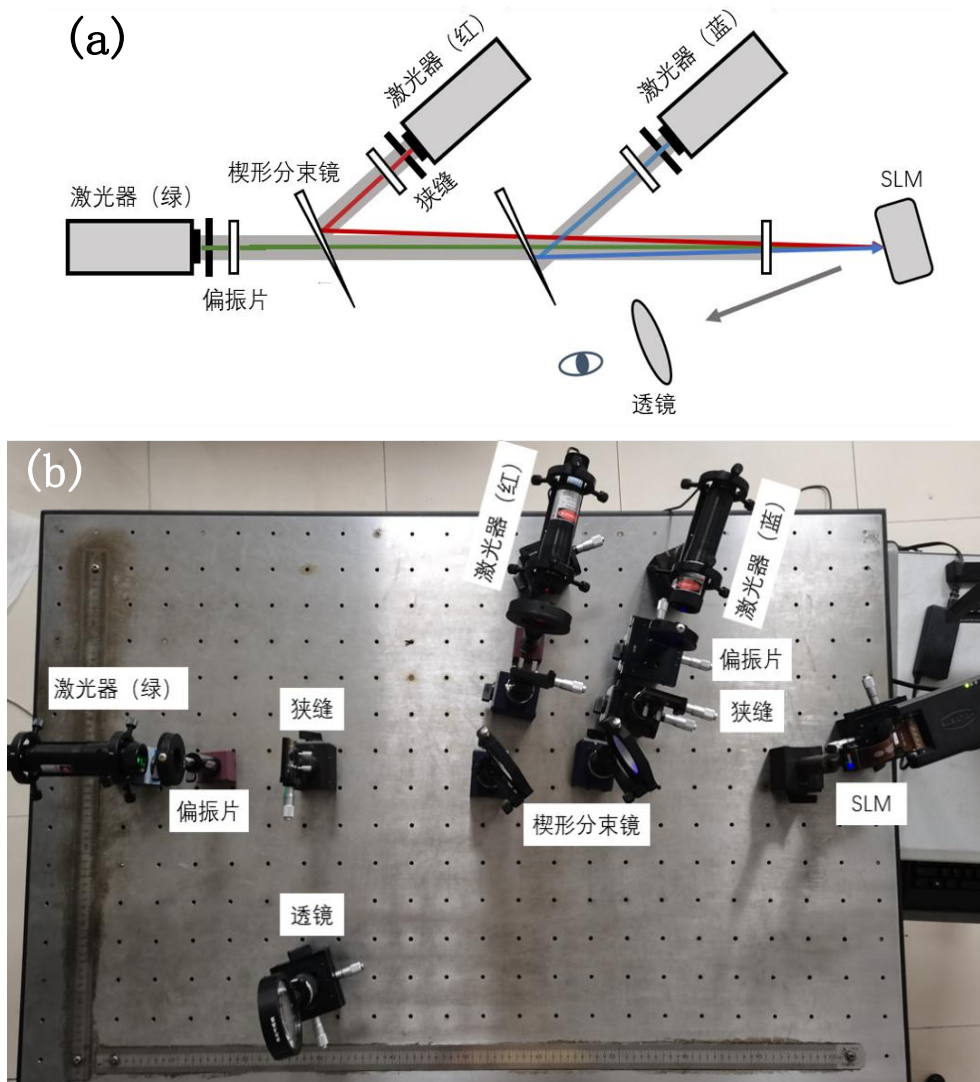 (a)
激光器（红）
激光器（蓝）
楔形分束镜
狭缝
SLM
激光器（绿）
偏振片
透镜
(b)
激光器（红）
激光器（蓝）
偏振片
激光器（绿）
狭缝
狭缝
偏振片
楔形分束镜
SLM
透镜